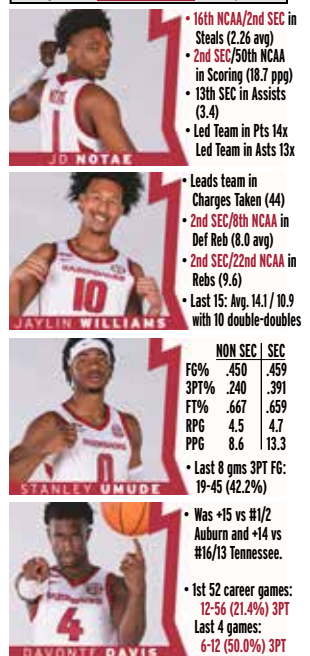 • 16th NCAA/2nd SEC in
Steals (2.26 avg)
• 2nd SEC/50th NCAA
in Scoring (18.7 ppg)
• 13th SEC in Assists
(3.4)
• Led Team in Pts 14x
Led Team in Asts 13x
NOTAE
1
JD NOTAE
• Leads team in
Charges Taken (44)
• 2nd SEC/8th NCAA in
Def Reb (8.0 avg)
• 2nd SEC/22nd NCAA in
Rebs (9.6)
• Last 15: Avg. 14.1 / 10.9
with 10 double-doubles
10
JAYLIN WILLIAMS
NON SEC | SEC
FG% .450 .459
3PT% .240 .391
FT% .667 .659
RPG 4.5 4.7
PPG 8.6 13.3
• Last 8 gms 3PT FG:
19-45 (42.2%)
0
STANLEY UMUDE
• Was +15 vs #1/2
Auburn and +14 vs
#16/13 Tennessee.
• 1st 52 career games:
12-56 (21.4%) 3PT
Last 4 games:
6-12 (50.0%) 3PT
4
DAVONTE DAVIS